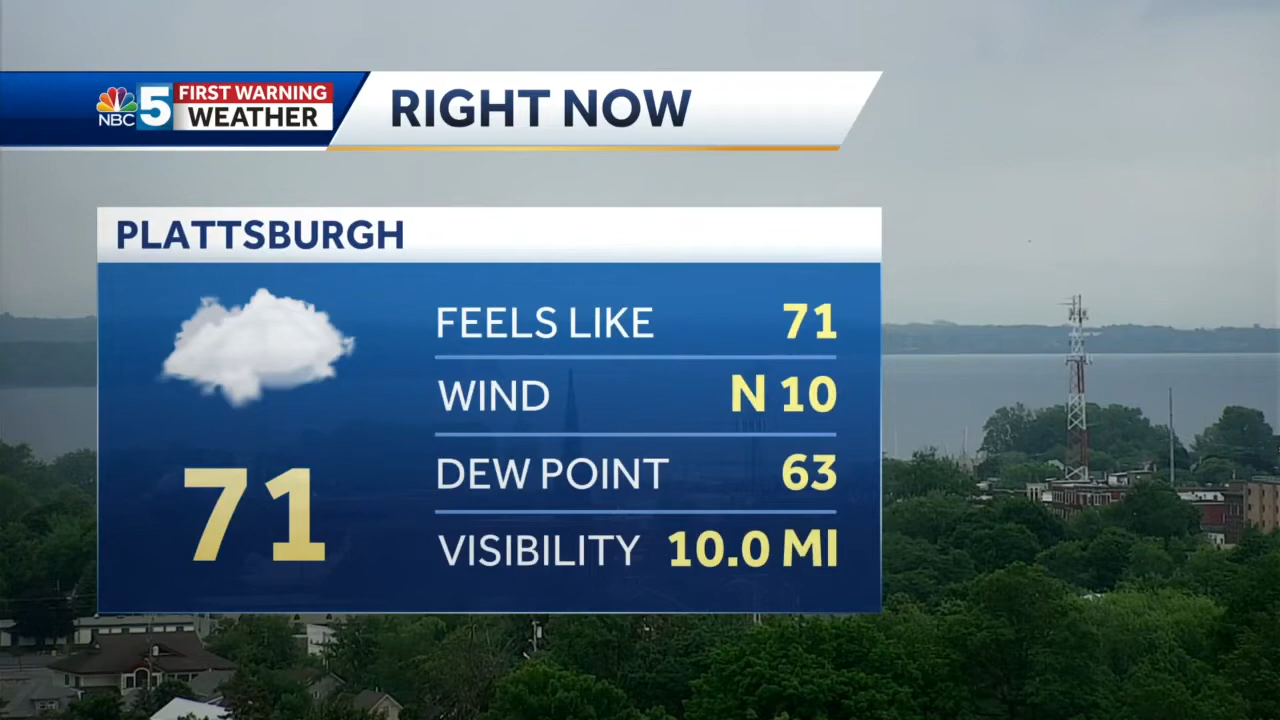 NBC 5 FIRST WARNING
WEATHER
RIGHT NOW
PLATTSBURGH
71
FEELS LIKE 71
WIND N 10
DEW POINT 63
VISIBILITY 10.0 MI